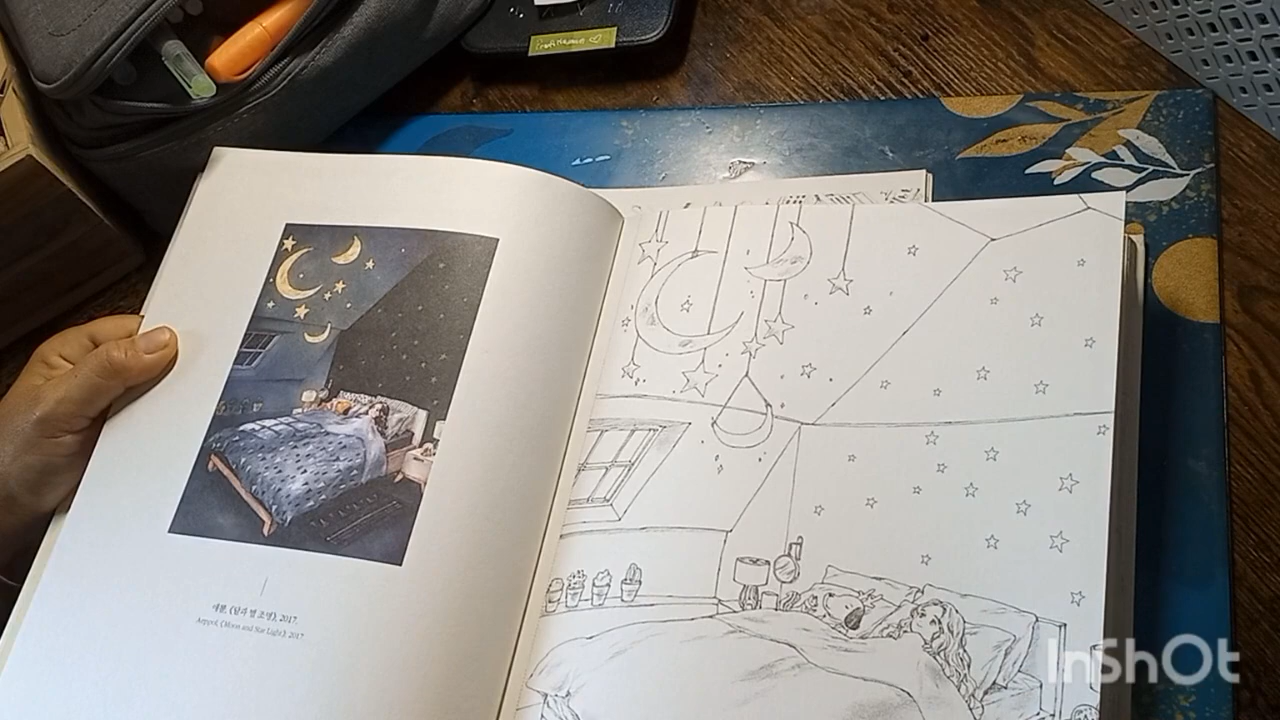 애뽈, 《달과 별 조명》, 2017.
Aeppol, 《Moon and Star Light》, 2017
InShOt